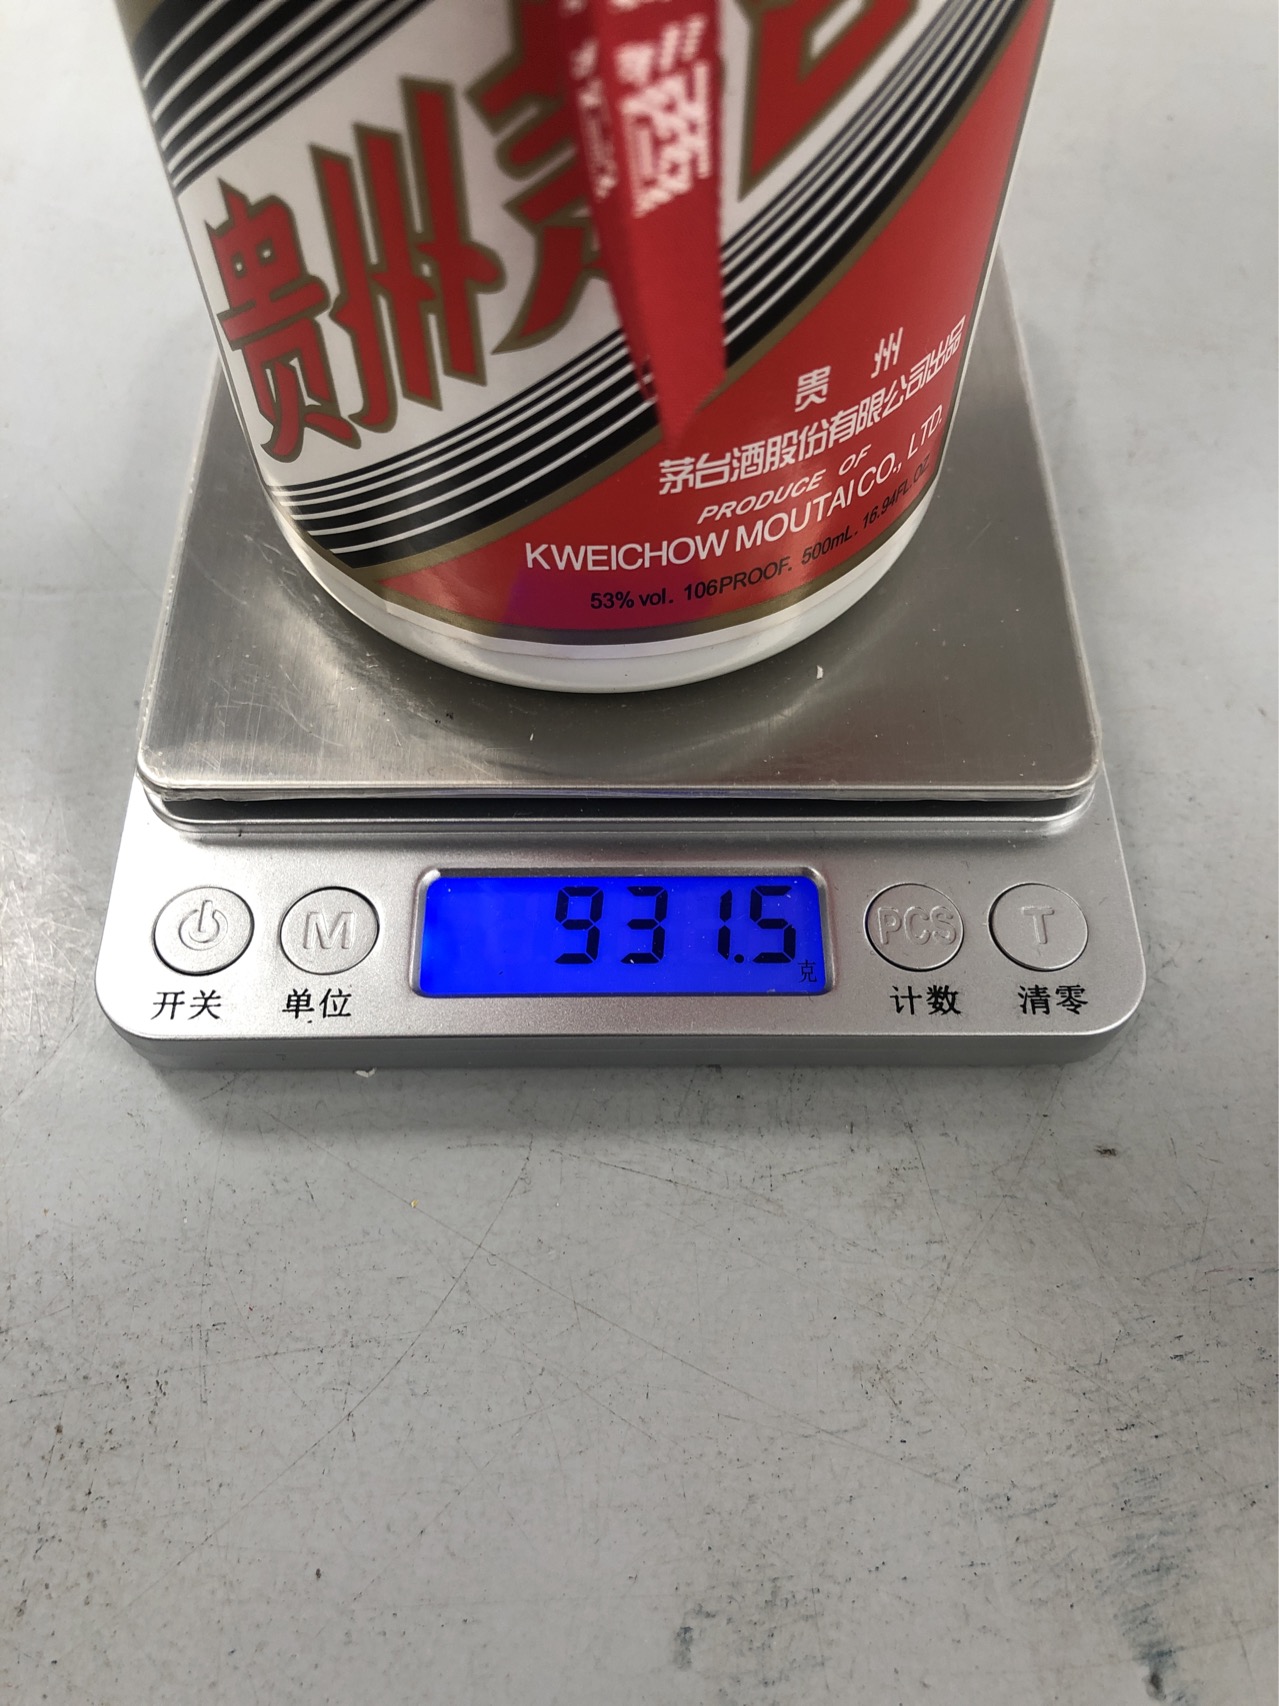 贵州茅台
贵州
茅台酒股份有限公司出品
PRODUCE OF
KWEICHOW MOUTAI CO., LTD.
53% vol. 106PROOF. 500mL. 16.94FL.OZ
931.5
克
M
PCS
T
开关
单位
计数
清零